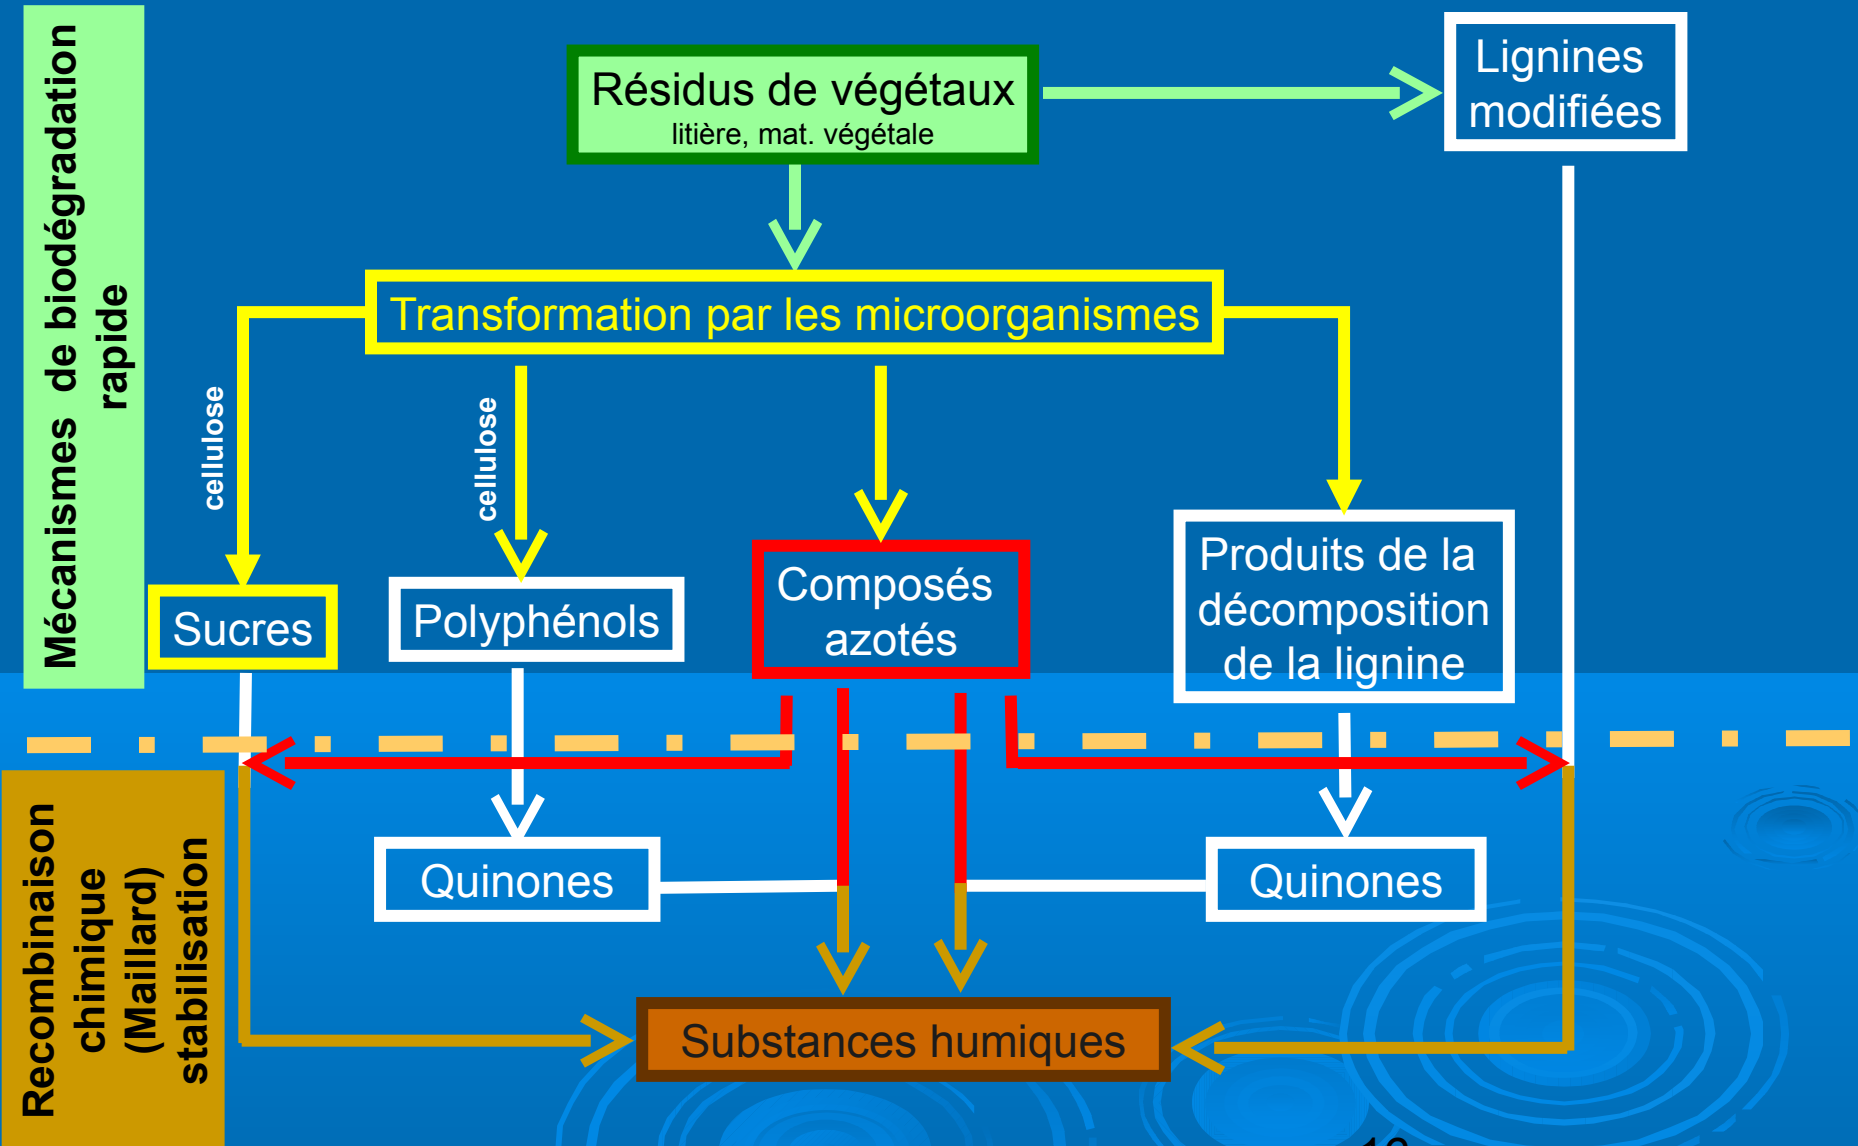 Mécanismes de biodégradation
rapide
Résidus de végétaux
litière, mat. végétale
Lignines
modifiées
Transformation par les microorganismes
cellulose
cellulose
Sucres
Polyphénols
Composés
azotés
Produits de la
décomposition
de la lignine
Recombinaison
chimique
(Maillard)
stabilisation
Quinones
Quinones
Substances humiques